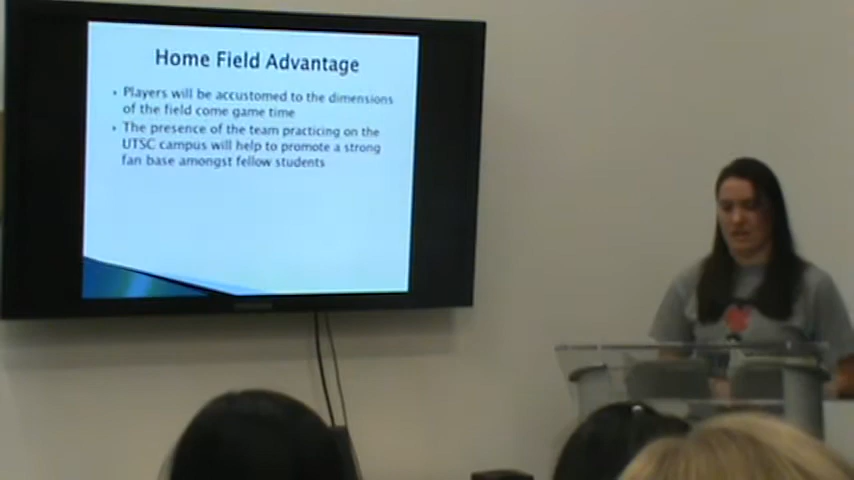 Home Field Advantage
• Players will be accustomed to the dimensions
of the field come game time
• The presence of the team practicing on the
UTSC campus will help to promote a strong
fan base amongst fellow students